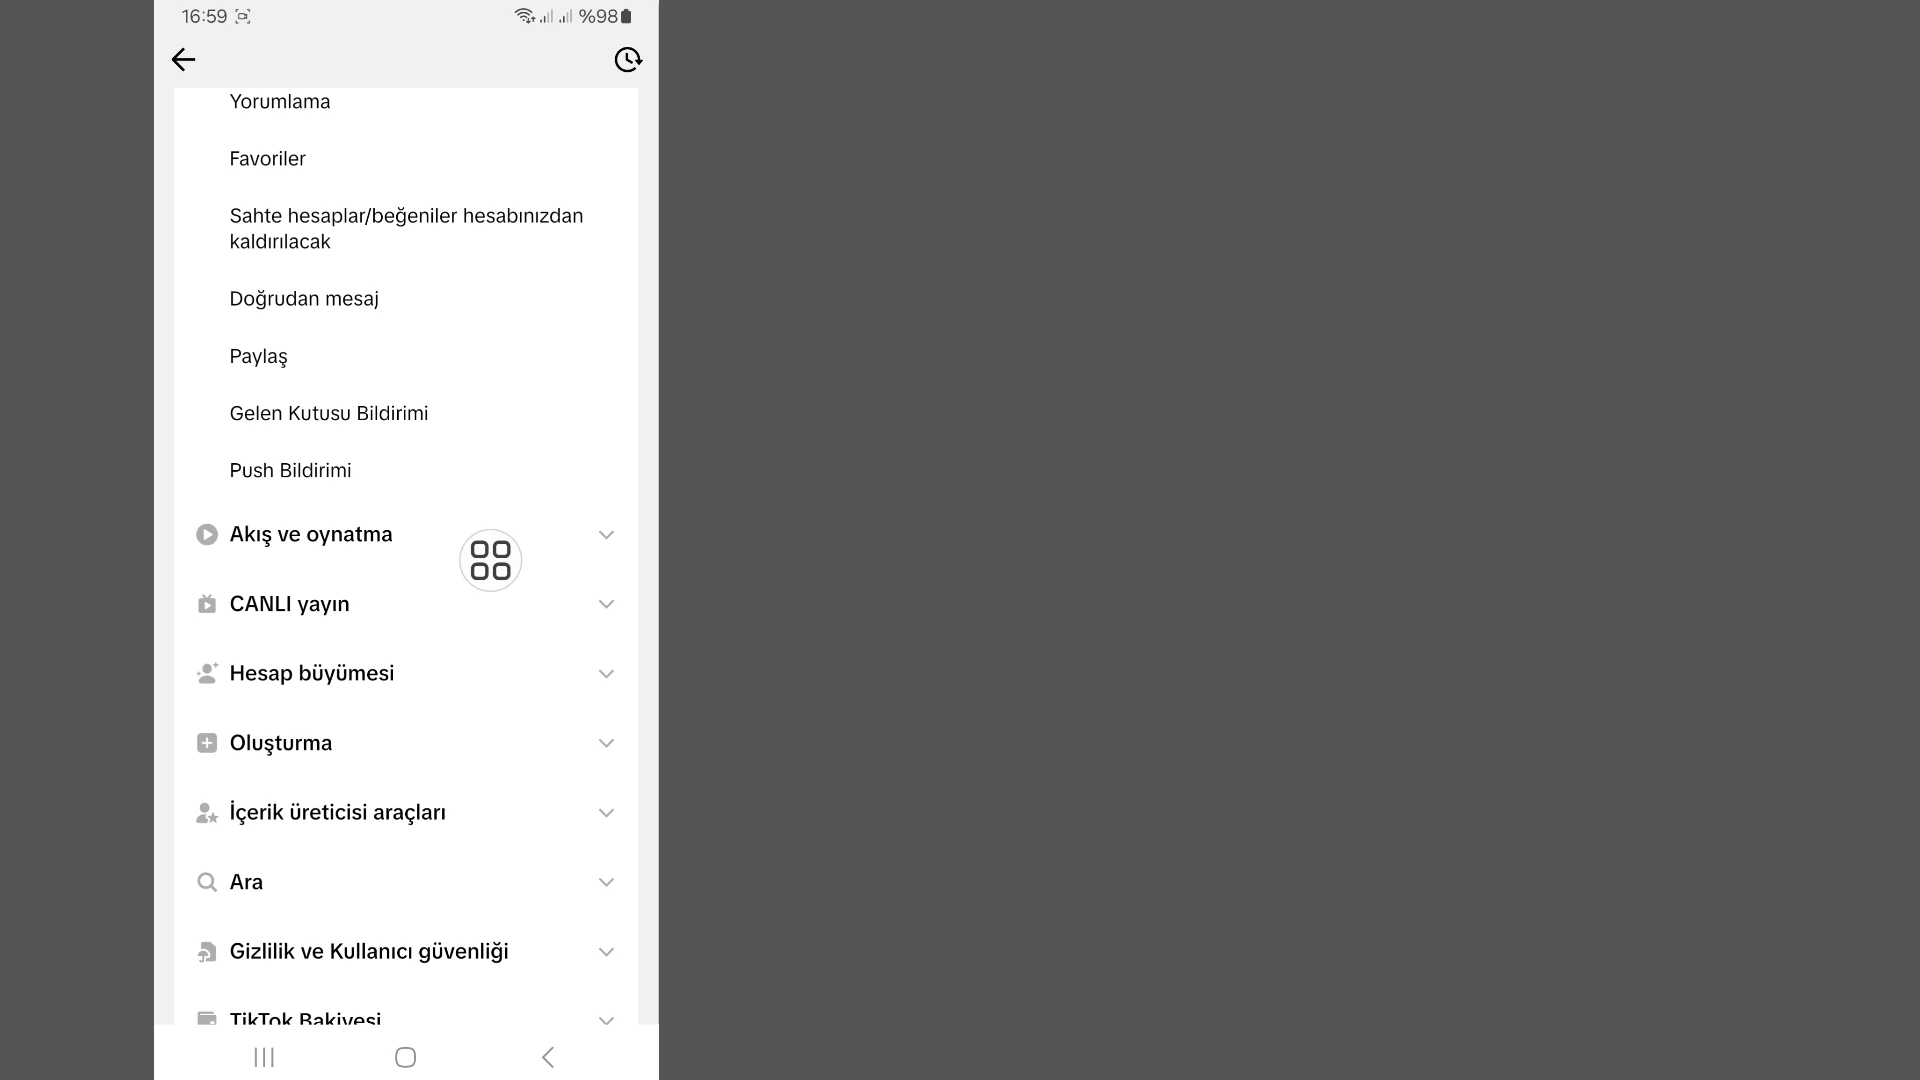 16:59
%98
Yorumlama
Favoriler
Sahte hesaplar/beğeniler hesabınızdan
kaldırılacak
Doğrudan mesaj
Paylaş
Gelen Kutusu Bildirimi
Push Bildirimi
Akış ve oynatma
CANLI yayın
Hesap büyümesi
Oluşturma
İçerik üreticisi araçları
Ara
Gizlilik ve Kullanıcı güvenliği
TikTok Bakiyesi